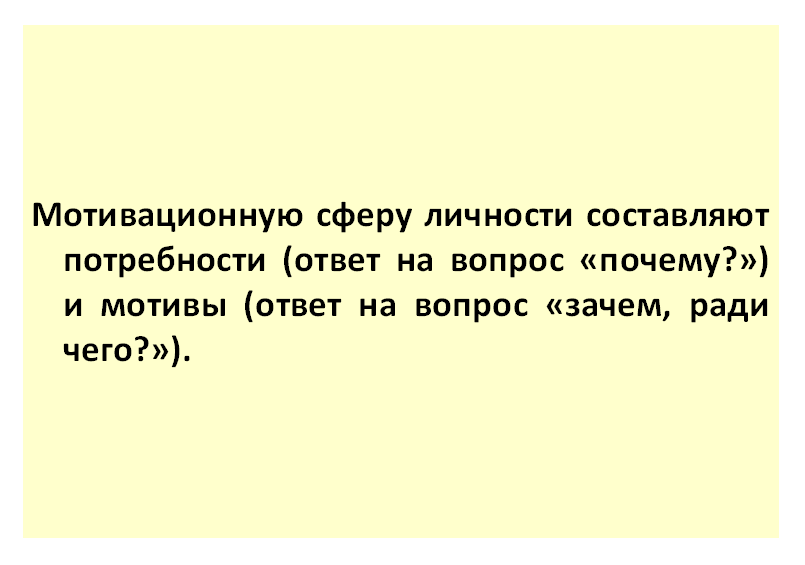 Мотивационную сферу личности составляют
потребности (ответ на вопрос «почему?»)
и мотивы (ответ на вопрос «зачем, ради
чего?»).